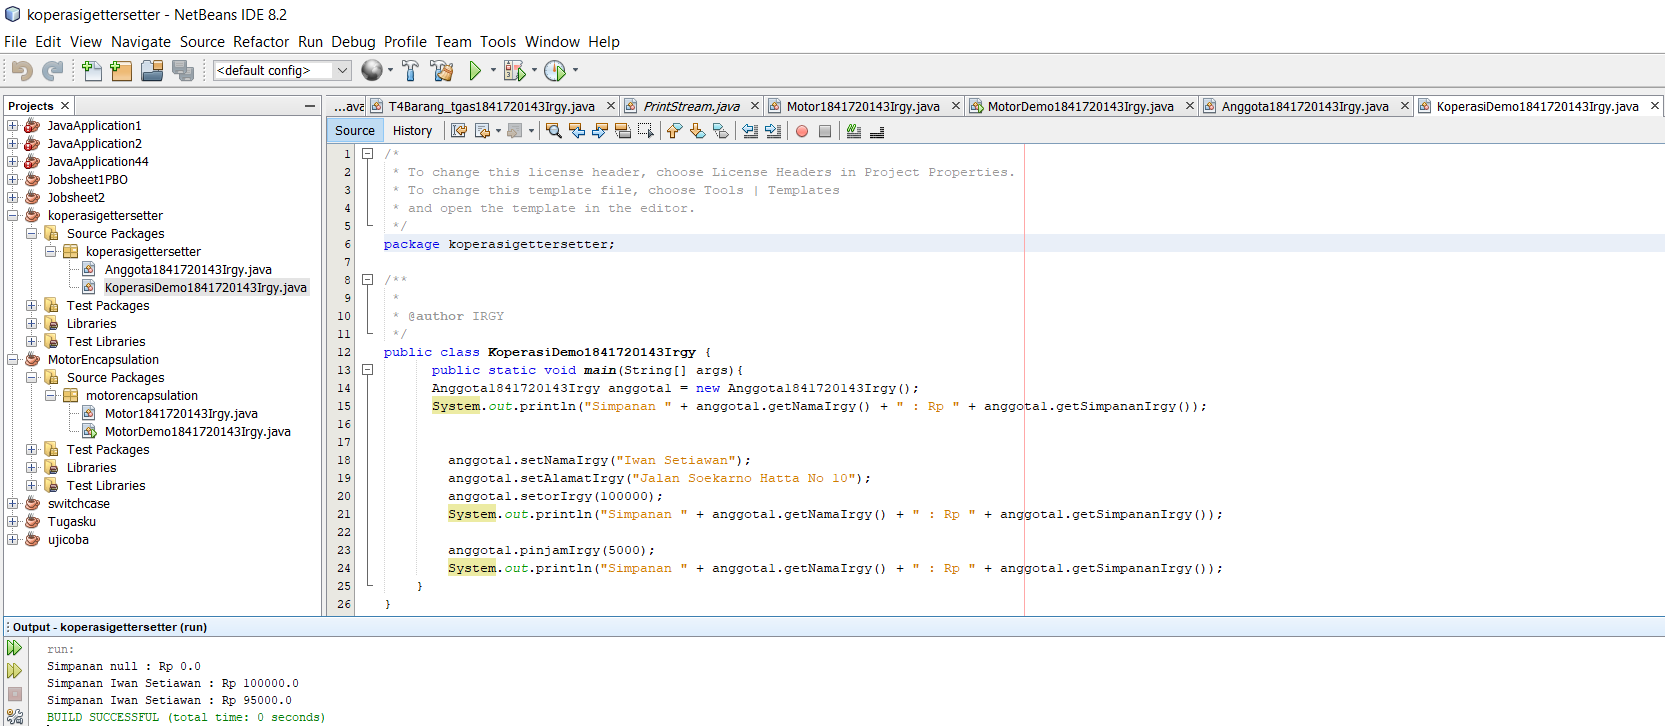 koperasigettersetter - NetBeans IDE 8.2
File Edit View Navigate Source Refactor Run Debug Profile Team Tools Window Help
<default config>
Projects
JavaApplication1
JavaApplication2
JavaApplication44
Jobsheet1PBO
Jobsheet2
koperasigettersetter
Source Packages
koperasigettersetter
Anggota1841720143Irgy.java
KoperasiDemo1841720143Irgy.java
Test Packages
Libraries
Test Libraries
MotorEncapsulation
Source Packages
motorencapsulation
Motor1841720143Irgy.java
MotorDemo1841720143Irgy.java
Test Packages
Libraries
Test Libraries
switchcase
Tugasku
ujicoba
...ava T4Barang_tgas1841720143Irgy.java PrintStream.java Motor1841720143Irgy.java MotorDemo1841720143Irgy.java Anggota1841720143Irgy.java KoperasiDemo1841720143Irgy.java
Source History
1 /*
2 * To change this license header, choose License Headers in Project Properties.
3 * To change this template file, choose Tools | Templates
4 * and open the template in the editor.
5 */
6 package koperasigettersetter;
7
8 /**
9 *
10 * @author IRGY
11 */
12 public class KoperasiDemo1841720143Irgy {
13 public static void main(String[] args){
14 Anggota1841720143Irgy anggota1 = new Anggota1841720143Irgy();
15 System.out.println("Simpanan " + anggota1.getNamaIrgy() + " : Rp " + anggota1.getSimpananIrgy());
16
17
18 anggota1.setNamaIrgy("Iwan Setiawan");
19 anggota1.setAlamatIrgy("Jalan Soekarno Hatta No 10");
20 anggota1.setorIrgy(100000);
21 System.out.println("Simpanan " + anggota1.getNamaIrgy() + " : Rp " + anggota1.getSimpananIrgy());
22
23 anggota1.pinjamIrgy(5000);
24 System.out.println("Simpanan " + anggota1.getNamaIrgy() + " : Rp " + anggota1.getSimpananIrgy());
25 }
26 }
Output - koperasigettersetter (run)
run:
Simpanan null : Rp 0.0
Simpanan Iwan Setiawan : Rp 100000.0
Simpanan Iwan Setiawan : Rp 95000.0
BUILD SUCCESSFUL (total time: 0 seconds)